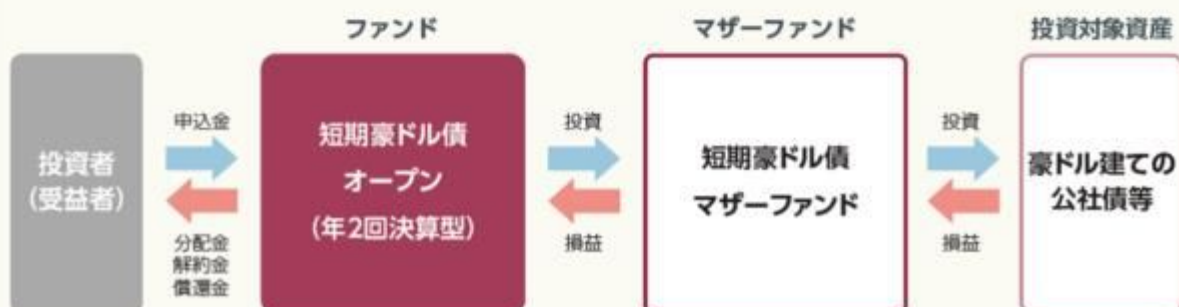 ファンド
マザーファンド
投資対象資産
投資者
(受益者)
申込金
分配金
解約金
償還金
短期豪ドル債
オープン
(年2回決算型)
投資
損益
短期豪ドル債
マザーファンド
投資
損益
豪ドル建ての
公社債等